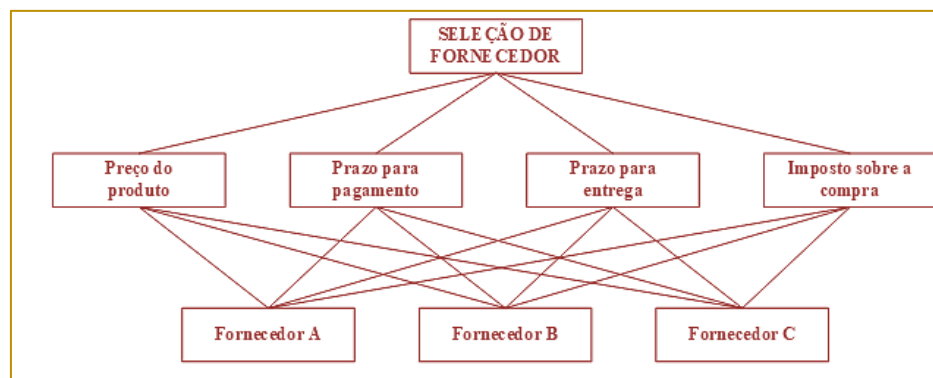 SELEÇÃO DE
FORNECEDOR
Preço do
produto
Prazo para
pagamento
Prazo para
entrega
Imposto sobre a
compra
Fornecedor A
Fornecedor B
Fornecedor C